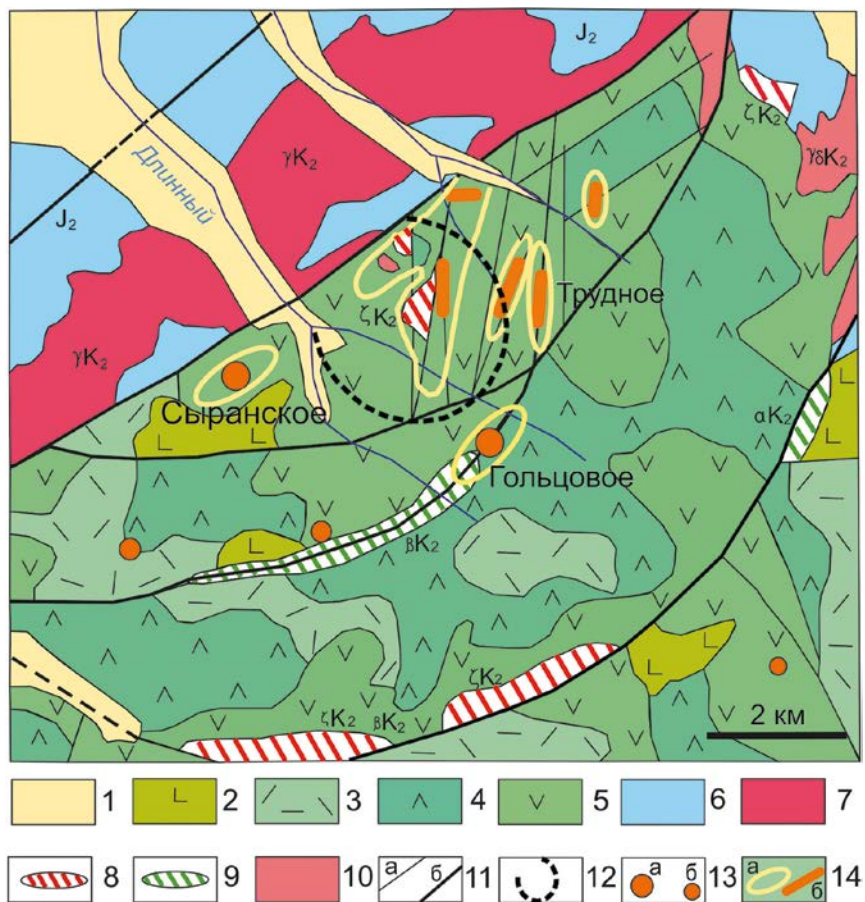 J₂
ζK₂
γK₂
γδK₂
Длинный
J₂
Трудное
ζK₂
γK₂
Сыранское
αK₂
Гольцовое
βK₂
ζK₂
ζK₂ βK₂
2 км
1 2 3 4 5 6 7
8 9 10 а б 11 12 а б 13 а б 14